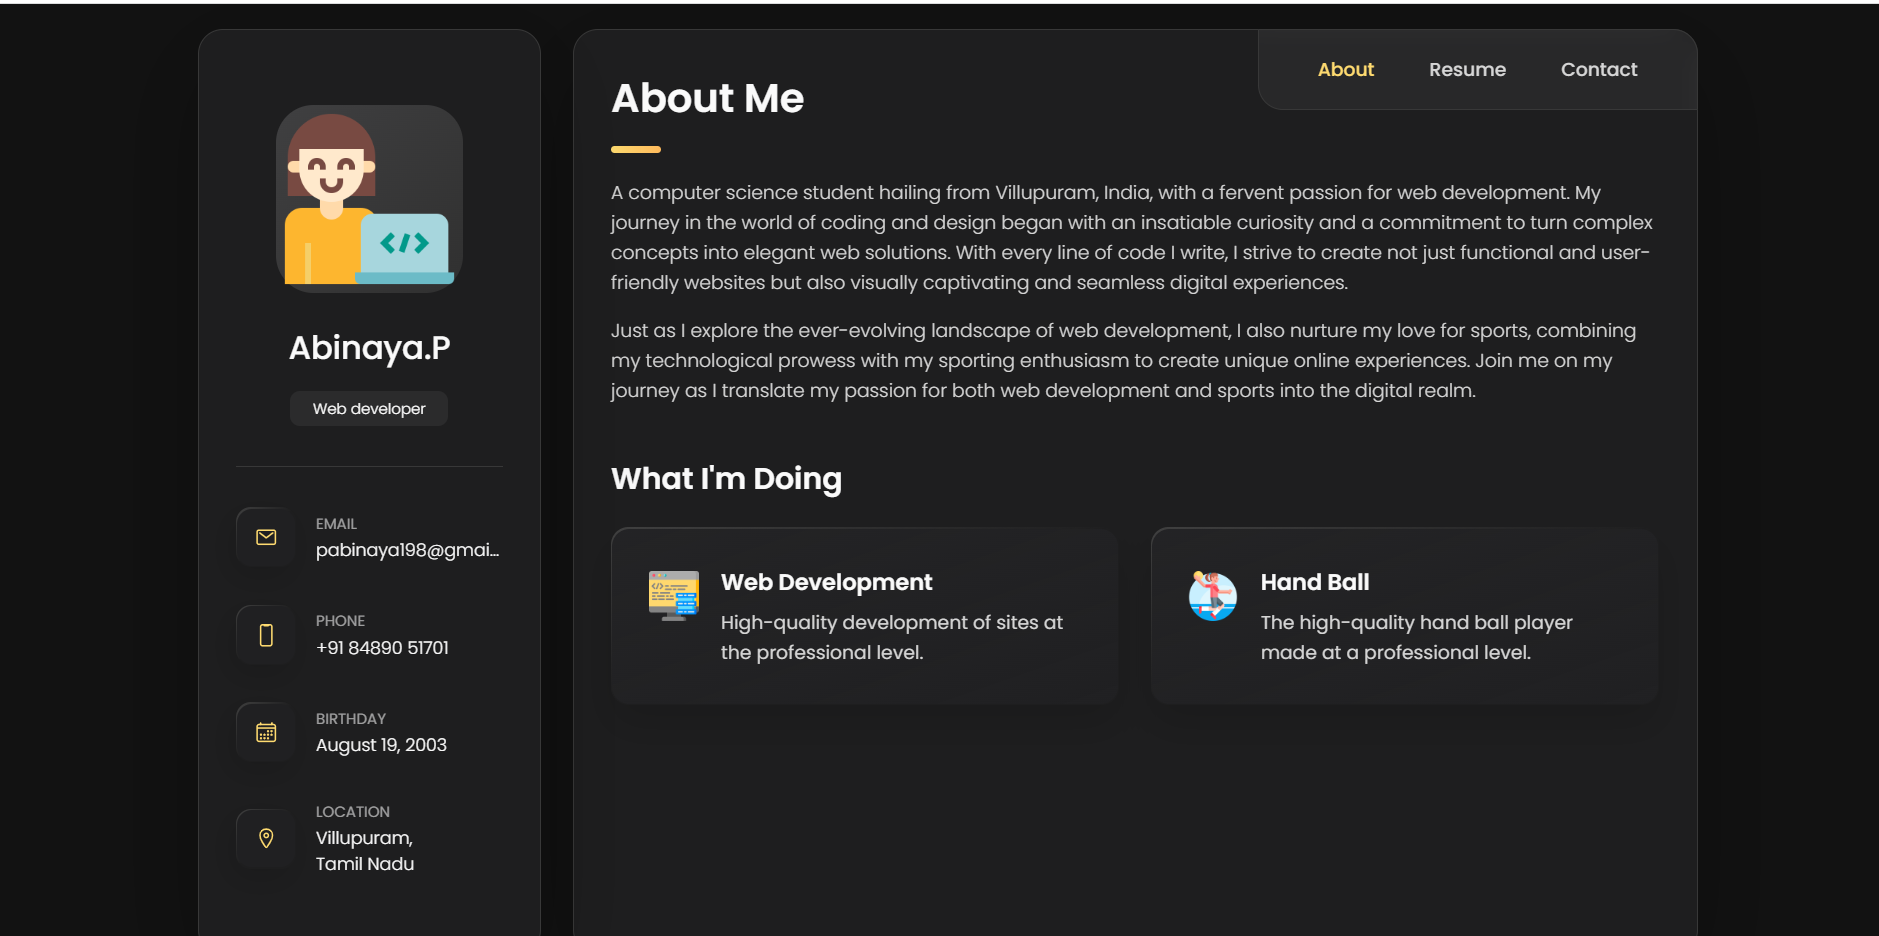 Abinaya.P
Web developer
EMAIL
pabinaya198@gmai...
PHONE
+91 84890 51701
BIRTHDAY
August 19, 2003
LOCATION
Villupuram,
Tamil Nadu
About
Resume
Contact
About Me
A computer science student hailing from Villupuram, India, with a fervent passion for web development. My
journey in the world of coding and design began with an insatiable curiosity and a commitment to turn complex
concepts into elegant web solutions. With every line of code I write, I strive to create not just functional and user-
friendly websites but also visually captivating and seamless digital experiences.
Just as I explore the ever-evolving landscape of web development, I also nurture my love for sports, combining
my technological prowess with my sporting enthusiasm to create unique online experiences. Join me on my
journey as I translate my passion for both web development and sports into the digital realm.
What I'm Doing
Web Development
High-quality development of sites at
the professional level.
Hand Ball
The high-quality hand ball player
made at a professional level.